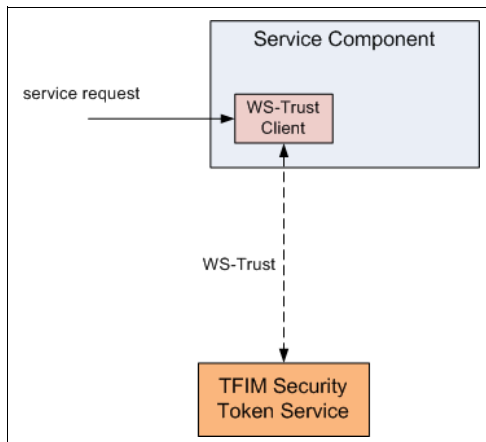 Service Component
service request
WS-Trust
Client
WS-Trust
TFIM Security
Token Service